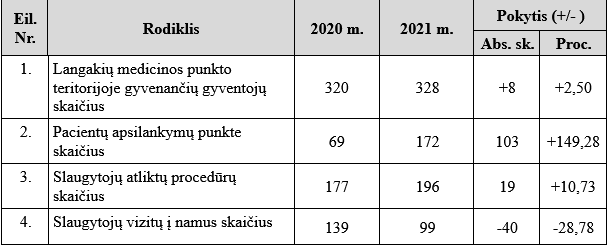 Eil. Nr. Rodiklis 2020 m. 2021 m. Pokytis (+/- )
Abs. sk. Proc.
1. Langakių medicinos punkto
teritorijoje gyvenančių gyventojų
skaičius 320 328 +8 +2,50
2. Pacientų apsilankymų punkte
skaičius 69 172 103 +149,28
3. Slaugytojų atliktų procedūrų
skaičius 177 196 19 +10,73
4. Slaugytojų vizitų į namus skaičius 139 99 -40 -28,78